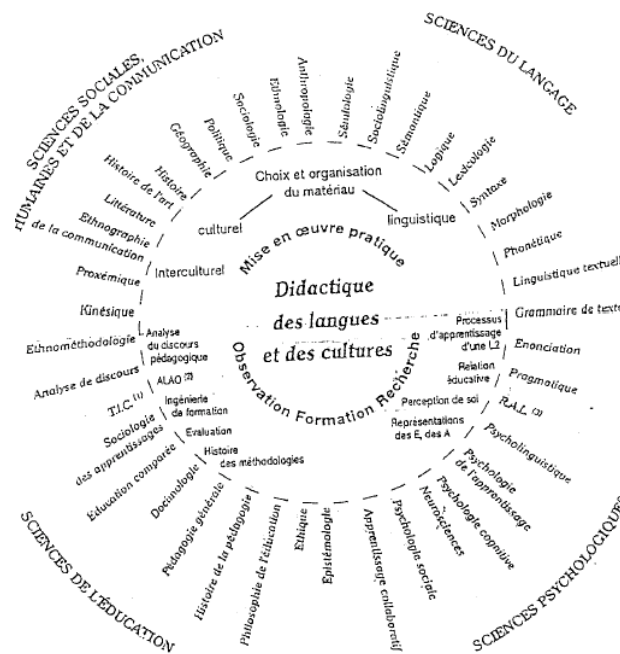 SCIENCES SOCIALES,
HUMAINES ET DE LA COMMUNICATION
SCIENCES DU LANGAGE
SCIENCES PSYCHOLOGIQUES
SCIENCES DE L'ÉDUCATION
Kinésique
Proxémique
Ethnographie
de la communication
Littérature
Histoire de l'art
Histoire
Géographie
Politique
Sociologie
Ethnologie
Anthropologie
Sémiologie
Sociolinguistique
Sémantique
Logique
Lexicologie
Syntaxe
Morphologie
Phonétique
Linguistique textuell
Grammaire de texte
Enonciation
Pragmatique
R.A.L. (3)
Psycholinguistique
Psychologie
de l'apprentissage
Psychologie cognitive
Neurosciences
Psychologie sociale
Apprentissage collaboratif
Epistémologie
Ethique
Philosophie de l'éducation
Histoire de la pédagogie
Pédagogie générale
Docimologie
Education comparée
Sociologie
des apprentissages
T.I.C. (1)
Analyse de discours
Ethnométhodologie
Choix et organisation
du matériau
culturel
linguistique
Interculturel
Mise en œuvre pratique
Didactique
des langues
et des cultures
Observation Formation Recherche
Analyse
du discours
pédagogique
ALAO (2)
Ingénierie
de formation
Evaluation
Histoire
des méthodologies
Processus
d'apprentissage
d'une L2
Relation
éducative
Perception de soi
Représentations
des E, des A